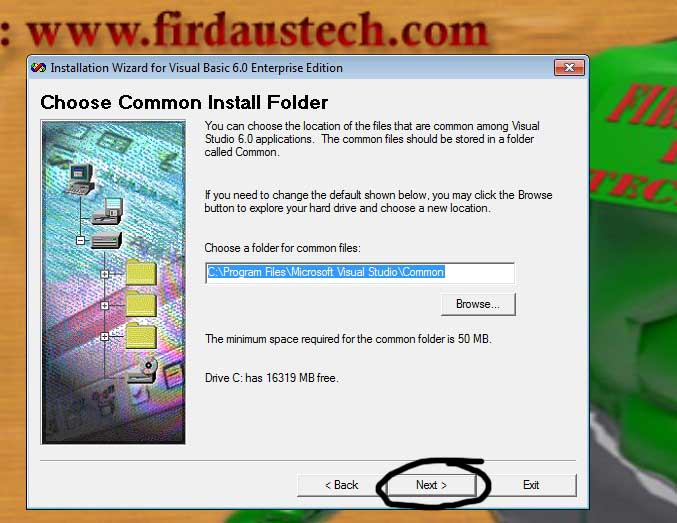 : www.firdaustech.com
Installation Wizard for Visual Basic 6.0 Enterprise Edition
Choose Common Install Folder
You can choose the location of the files that are common among Visual
Studio 6.0 applications. The common files should be stored in a folder
called Common.
If you need to change the default shown below, you may click the Browse
button to explore your hard drive and choose a new location.
Choose a folder for common files:
C:\Program Files\Microsoft Visual Studio\Common
Browse...
The minimum space required for the common folder is 50 MB.
Drive C: has 16319 MB free.
< Back
Next >
Exit